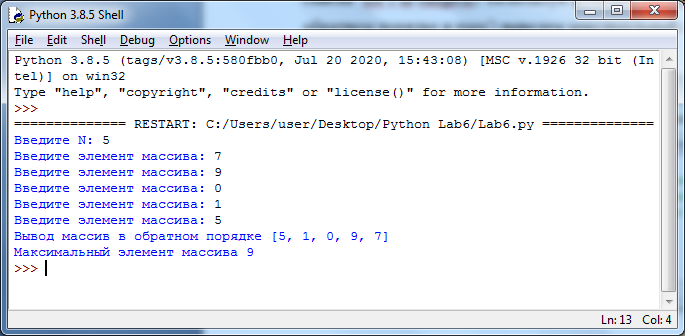 Python 3.8.5 Shell
File Edit Shell Debug Options Window Help
Python 3.8.5 (tags/v3.8.5:580fbb0, Jul 20 2020, 15:43:08) [MSC v.1926 32 bit (In
tel)] on win32
Type "help", "copyright", "credits" or "license()" for more information.
>>>
============== RESTART: C:/Users/user/Desktop/Python Lab6/Lab6.py ==============
Введите N: 5
Введите элемент массива: 7
Введите элемент массива: 9
Введите элемент массива: 0
Введите элемент массива: 1
Введите элемент массива: 5
Вывод массив в обратном порядке [5, 1, 0, 9, 7]
Максимальный элемент массива 9
>>>
Ln: 13 Col: 4